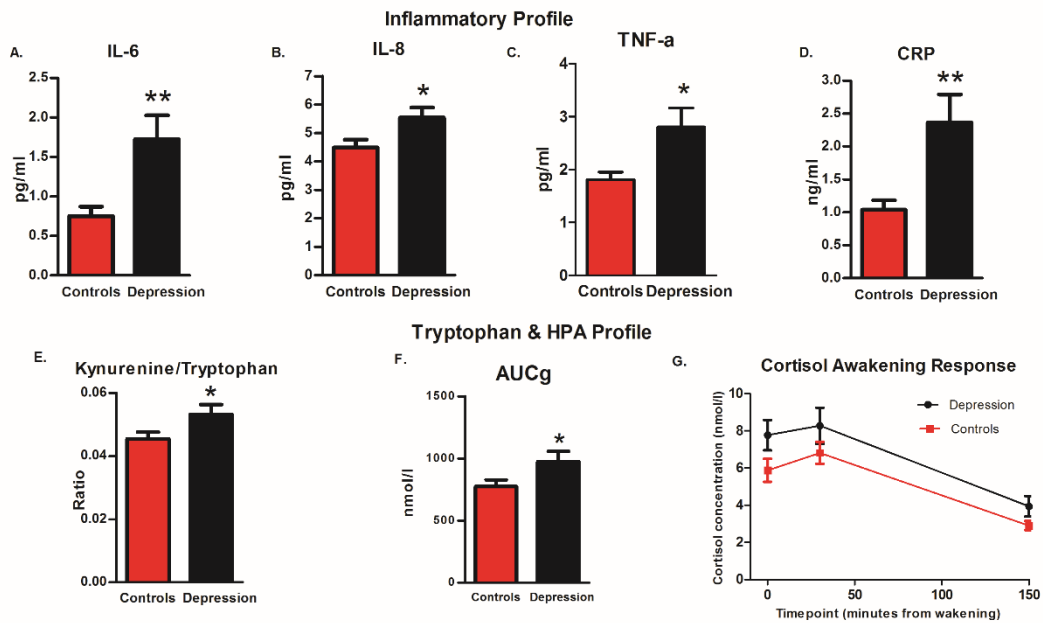 Inflammatory Profile
A.
IL-6
2.5
2.0
1.5
1.0
0.5
0.0
pg/ml
**
Controls Depression
B.
IL-8
7
6
5
4
3
2
1
0
pg/ml
*
Controls Depression
C.
TNF-a
4
3
2
1
0
pg/ml
*
Controls Depression
D.
CRP
3.0
2.5
2.0
1.5
1.0
0.5
0.0
ng/ml
**
Controls Depression
Tryptophan & HPA Profile
E.
Kynurenine/Tryptophan
0.06
0.04
0.02
0.00
Ratio
*
Controls Depression
F.
AUCg
1500
1000
500
0
nmol/l
*
Controls Depression
G.
Cortisol Awakening Response
10
8
6
4
2
0
Cortisol concentration (nmol/l)
Depression
Controls
0 50 100 150
Timepoint (minutes from wakening)